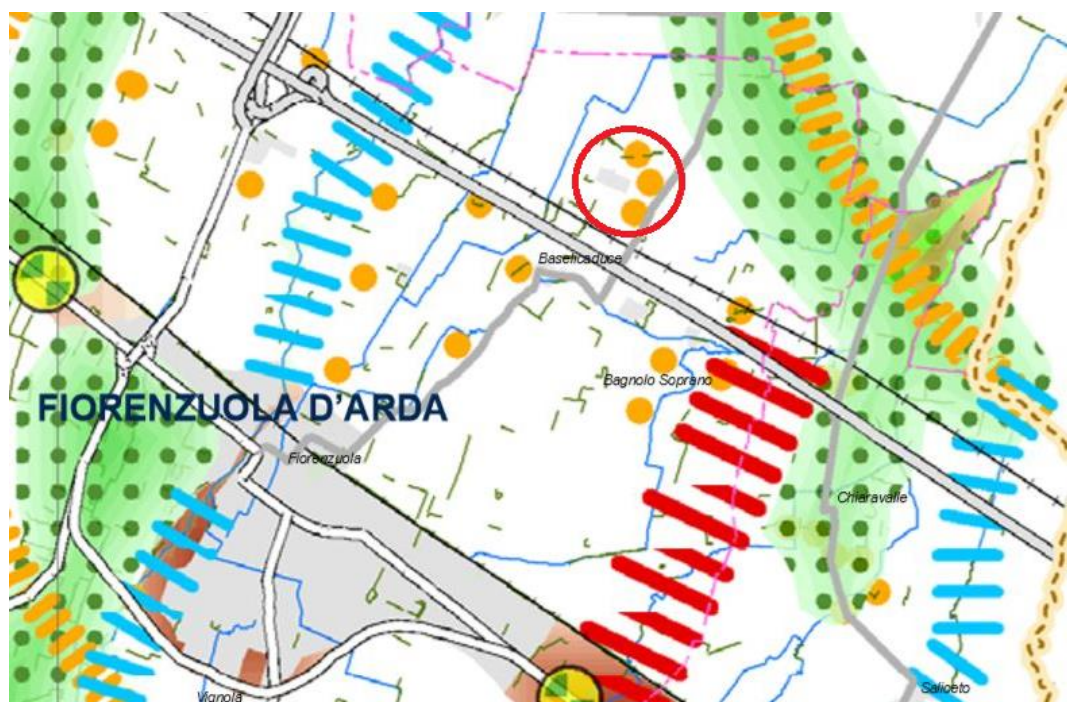 Baselicaduce
Bagnolo Soprano
FIORENZUOLA D'ARDA
Fiorenzuola
Chiaravalle
Saliceto
Vignola